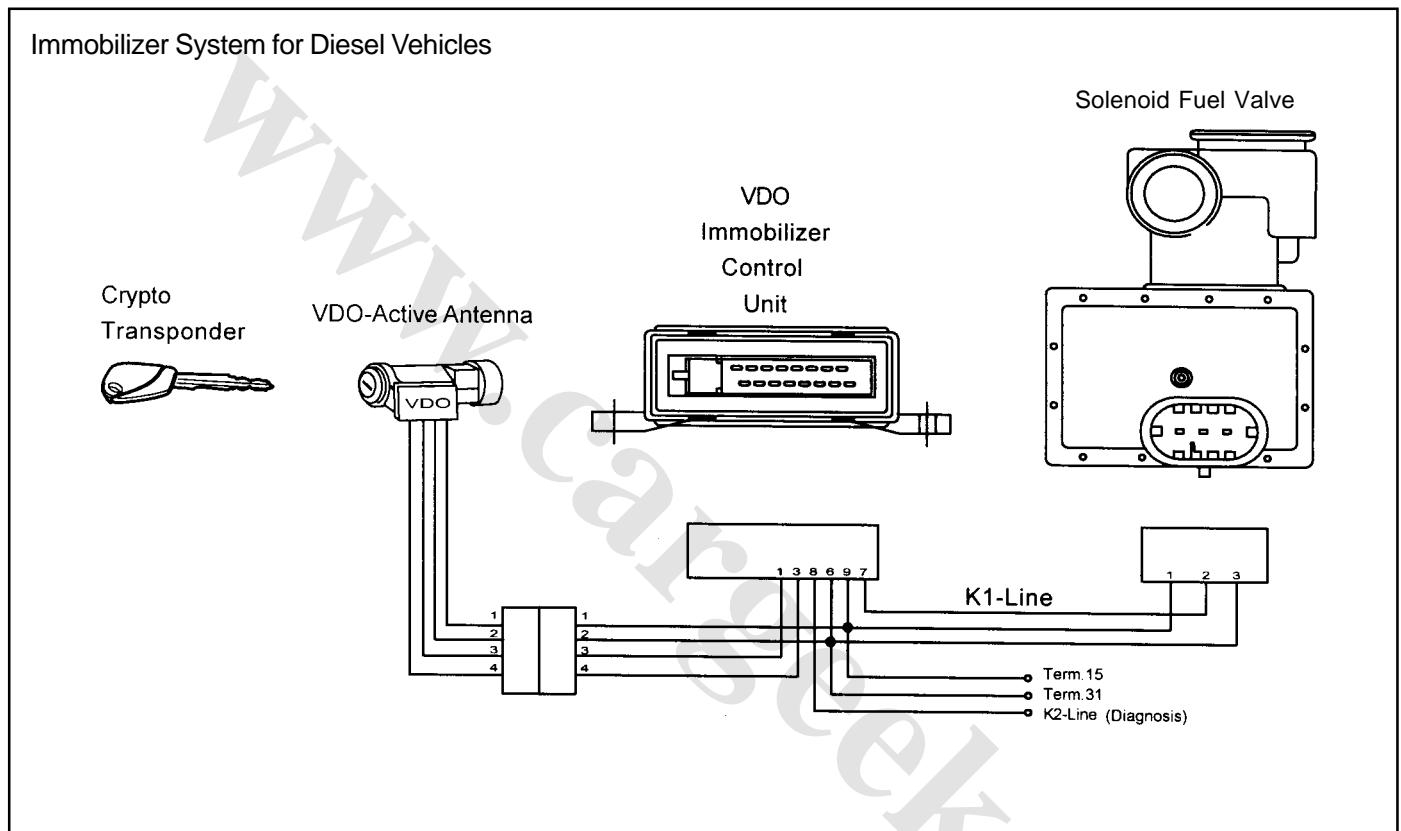 Immobilizer System for Diesel Vehicles
Solenoid Fuel Valve
VDO
Immobilizer
Control
Unit
Crypto
Transponder
VDO-Active Antenna
VDO
1 3 8 6 9 7
1 2 3
K1-Line
1 1
2 2
3 3
4 4
Term.15
Term.31
K2-Line (Diagnosis)
www.cargeek